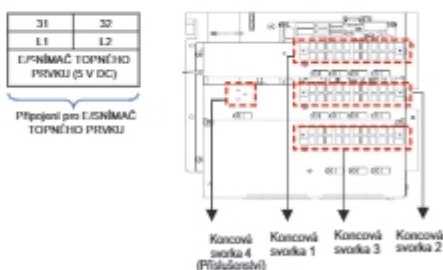 31 32
L1 L2
E/SNÍMAČ TOPNÉHO
PRVKU (5 V DC)
Připojení pro E/SNÍMAČ
TOPNÉHO PRVKU
Koncová
svorka 4
(Příslušenství)
Koncová
svorka 1
Koncová
svorka 3
Koncová
svorka 2